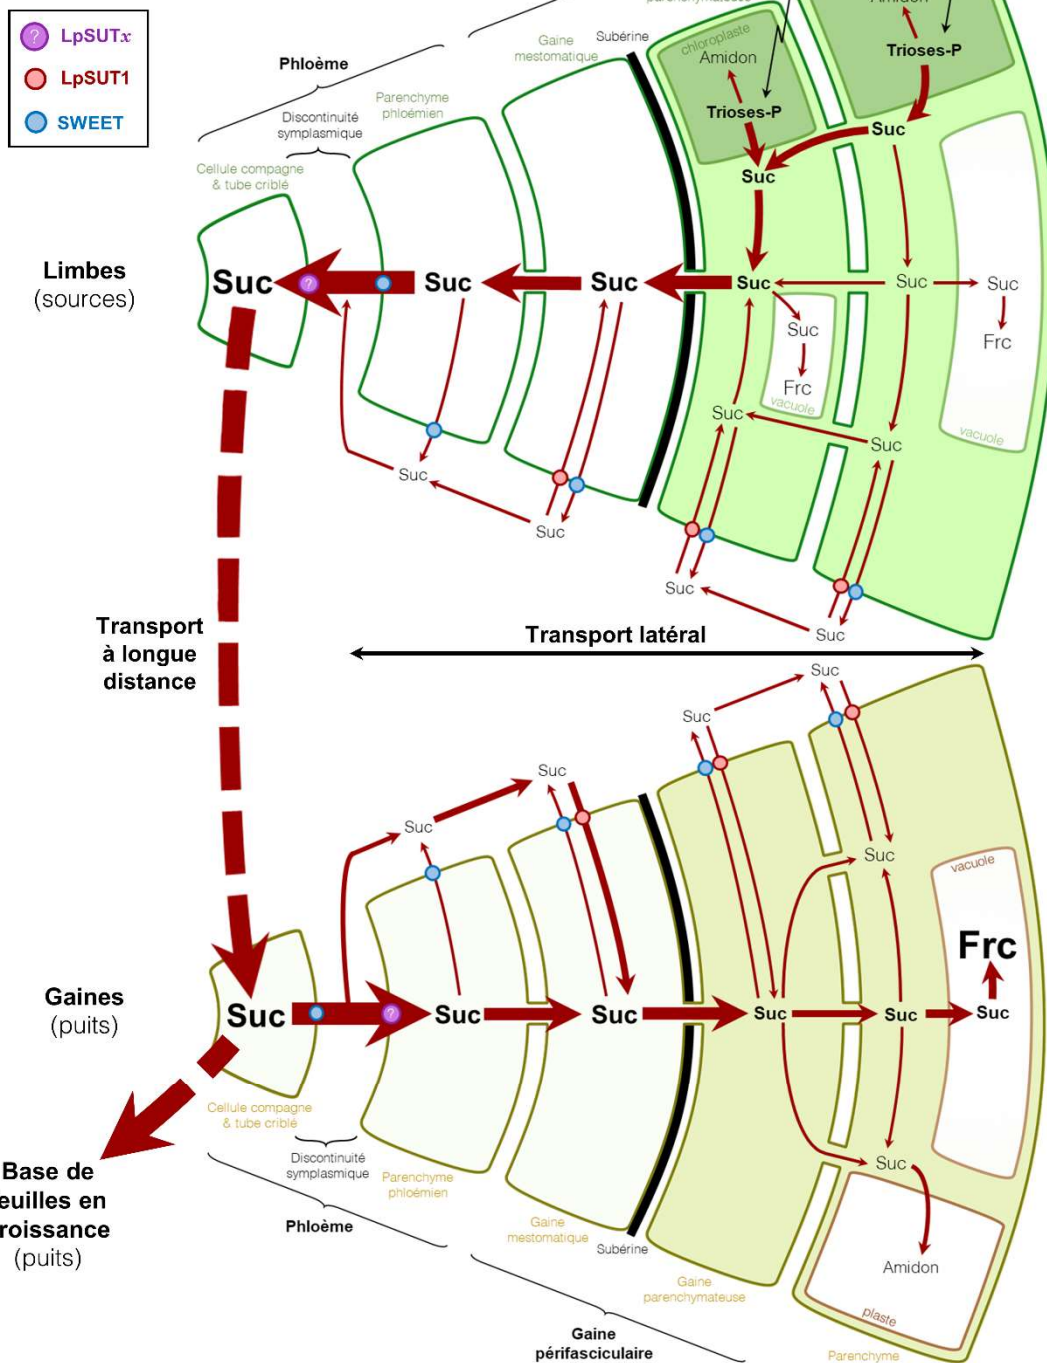 parenchymateuse
Amidon
LpSUTx
LpSUT1
SWEET
Phloème
Gaine
mestomatique
Subérine
chloroplaste
Amidon
Trioses-P
Trioses-P
Parenchyme
phloémien
Discontinuité
symplasmique
Cellule compagne
& tube criblé
Suc
Suc
Limbes
(sources)
Suc
?
Suc
Suc
Suc
Suc
Suc
Suc
Frc
vacuole
Suc
Frc
vacuole
Suc
Suc
Suc
Suc
Suc
Suc
Transport
à longue
distance
Transport latéral
Suc
Suc
Suc
Suc
Suc
vacuole
Frc
Gaines
(puits)
Suc
?
Suc
Suc
Suc
Suc
Suc
Cellule compagne
& tube criblé
Discontinuité
symplasmique
Parenchyme
phloémien
Phloème
Gaine
mestomatique
Subérine
Gaine
parenchymateuse
Suc
Amidon
plaste
Parenchyme
Base de
euilles en
roissance
(puits)
Gaine
périfasciculaire